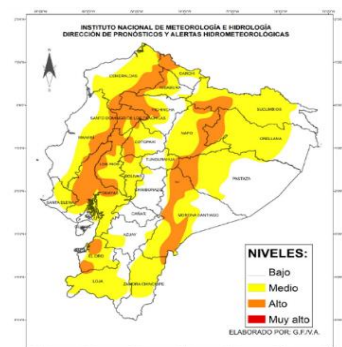 INSTITUTO NACIONAL DE METEOROLOGÍA E HIDROLOGÍA
DIRECCIÓN DE PRONÓSTICOS Y ALERTAS HIDROMETEOROLÓGICAS
ESMERALDAS
CARCHI
IMBABURA
SUCUMBIOS
PICHINCHA
SANTO DOMINGO DE LOS TSACHILAS
NAPO
ORELLANA
MANABI
COTOPAXI
TUNGURAHUA
LOS RIOS
BOLIVAR
PASTAZA
CHIMBORAZO
SANTA ELENA
MORONA SANTIAGO
CAÑAR
AZUAY
EL ORO
LOJA
ZAMORA CHINCHIPE
NIVELES:
Bajo
Medio
Alto
Muy alto
ELABORADO POR: G.F./V.A.